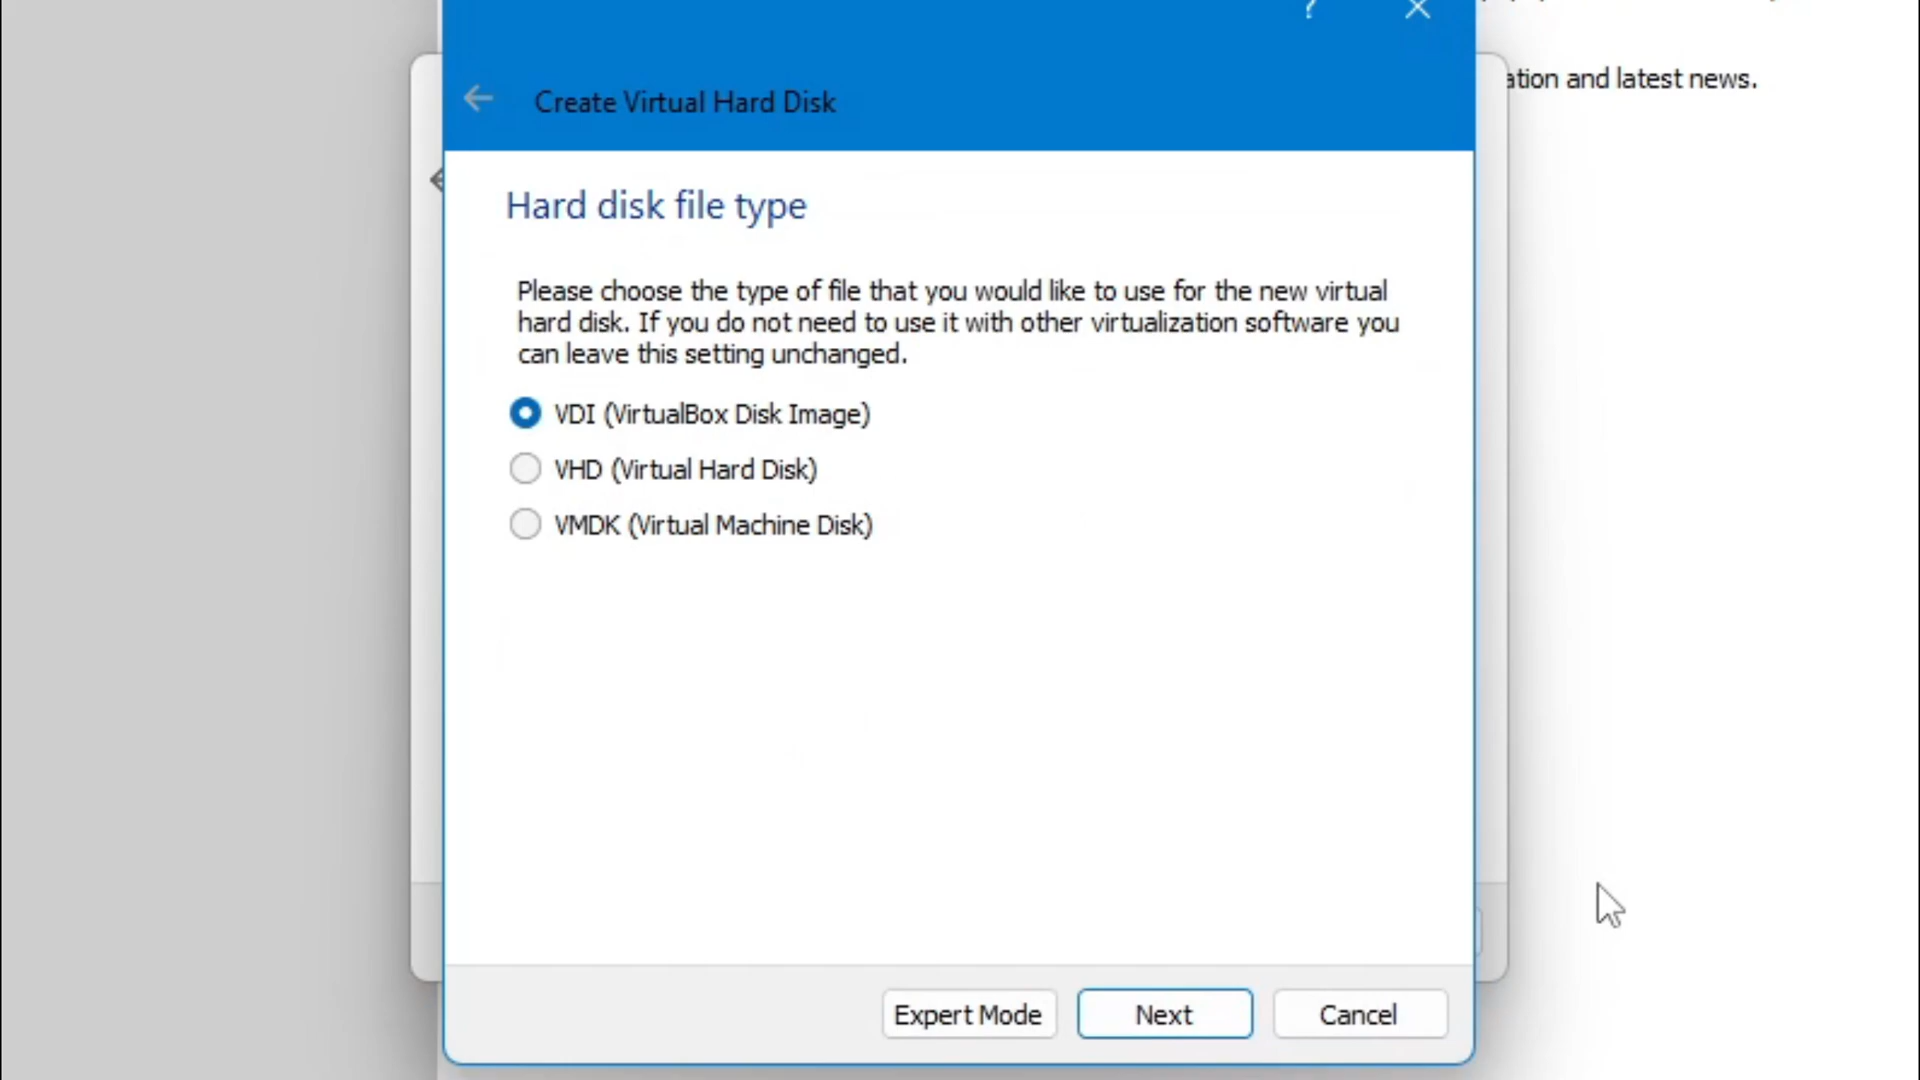 ?
ation and latest news.
Create Virtual Hard Disk
Hard disk file type
Please choose the type of file that you would like to use for the new virtual
hard disk. If you do not need to use it with other virtualization software you
can leave this setting unchanged.
VDI (VirtualBox Disk Image)
VHD (Virtual Hard Disk)
VMDK (Virtual Machine Disk)
Expert Mode
Next
Cancel